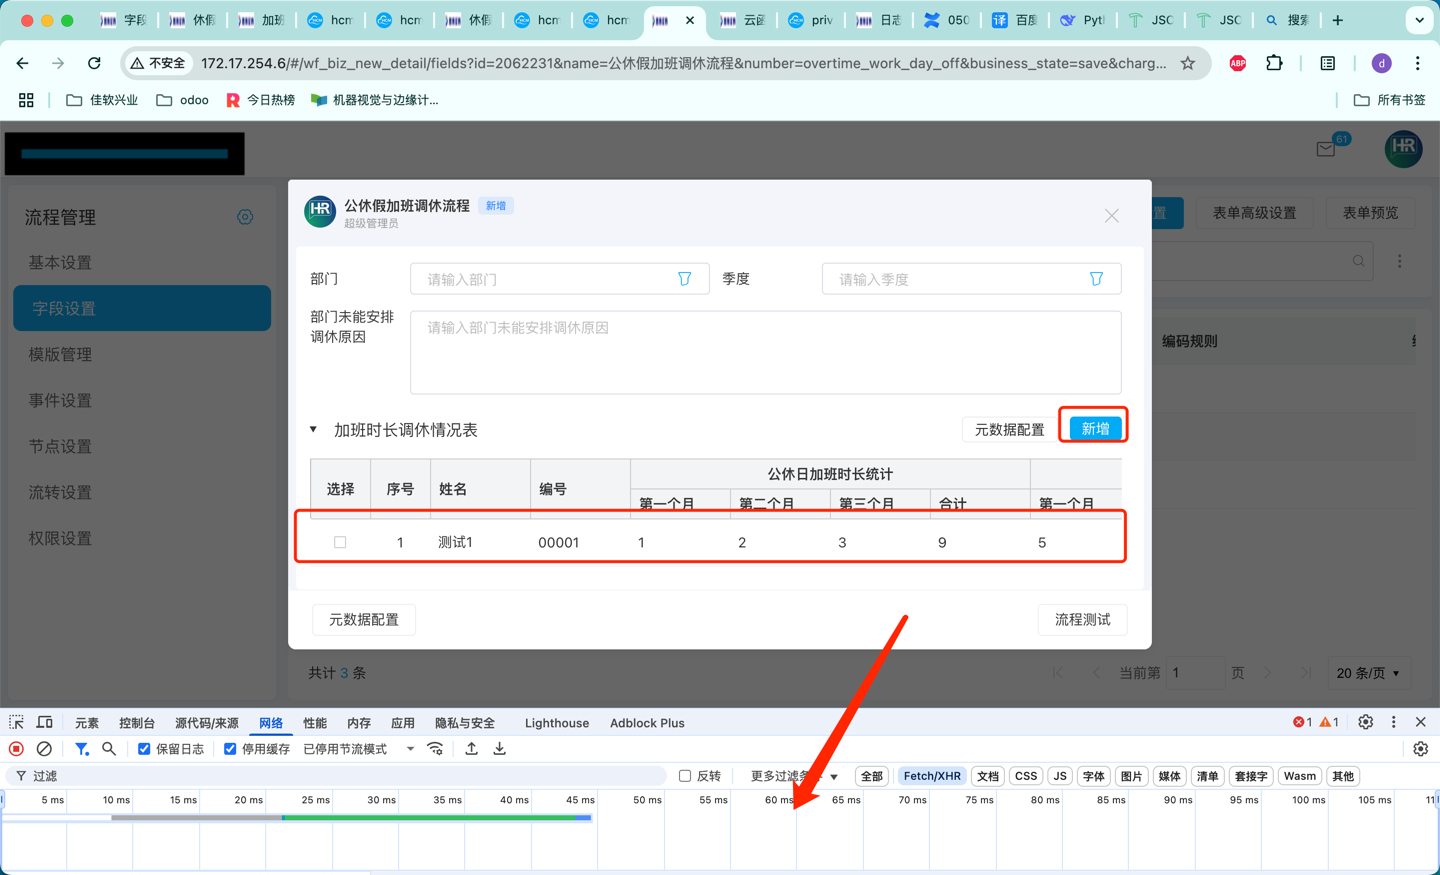 字段
休假
加班
hcm
hcm
休假
hcm
hcm
云函
priv
日志
050
译 百度
Pytl
JSC
JSC
搜索
不安全 172.17.254.6/#/wf_biz_new_detail/fields?id=2062231&name=公休假加班调休流程&number=overtime_work_day_off&business_state=save&charg...
ABP
d
佳软兴业
odoo
今日热榜
机器视觉与边缘计...
所有书签
61
HR
流程管理
基本设置
字段设置
模版管理
事件设置
节点设置
流转设置
权限设置
置
表单高级设置
表单预览
编码规则
HR
公休假加班调休流程 新增
超级管理员
部门 请输入部门 季度 请输入季度
部门未能安排
调休原因
请输入部门未能安排调休原因
加班时长调休情况表 元数据配置 新增
选择 序号 姓名 编号 公休日加班时长统计
第一个月 第二个月 第三个月 合计 第一个月
1 测试1 00001 1 2 3 9 5
元数据配置 流程测试
共计 3 条
当前第 1 页 20 条/页
元素 控制台 源代码/来源 网络 性能 内存 应用 隐私与安全 Lighthouse Adblock Plus 1 1
保留日志 停用缓存 已停用节流模式
过滤 反转 更多过滤条 全部 Fetch/XHR 文档 CSS JS 字体 图片 媒体 清单 套接字 Wasm 其他
5 ms 10 ms 15 ms 20 ms 25 ms 30 ms 35 ms 40 ms 45 ms 50 ms 55 ms 60 ms 65 ms 70 ms 75 ms 80 ms 85 ms 90 ms 95 ms 100 ms 105 ms 11